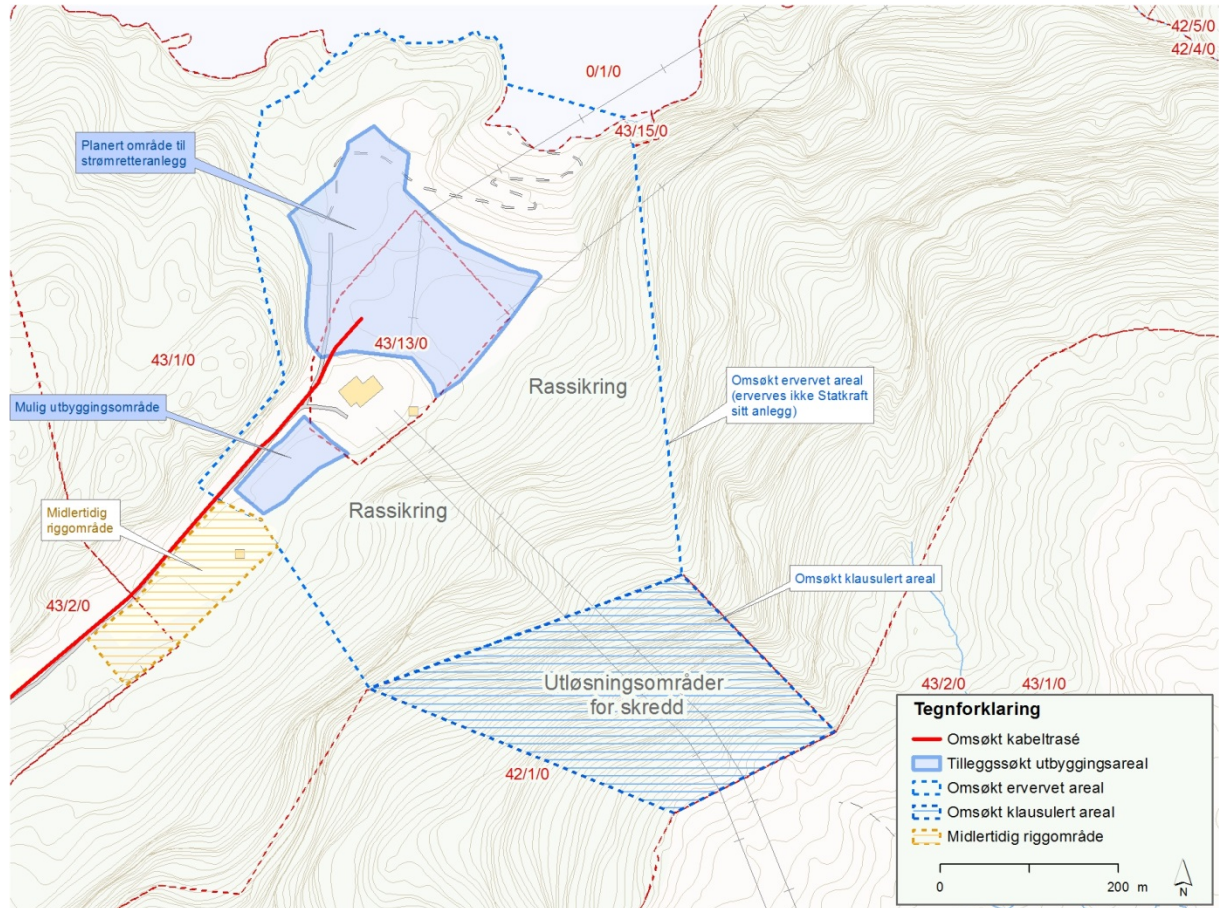 42/5/0
42/4/0
0/1/0
43/15/0
Planert område til
strømretteranlegg
43/1/0
43/13/0
Rassikring
Omsøkt ervervet areal
(erverves ikke Statkraft
sitt anlegg)
Mulig utbyggingsområde
Rassikring
Midlertidig
riggområde
Omsøkt klausulert areal
43/2/0
Utløsningsområder
for skredd
43/2/0
43/1/0
42/1/0
Tegnforklaring
Omsøkt kabeltrasé
Tilleggssøkt utbyggingsareal
Omsøkt ervervet areal
Omsøkt klausulert areal
Midlertidig riggområde
0
200 m
N